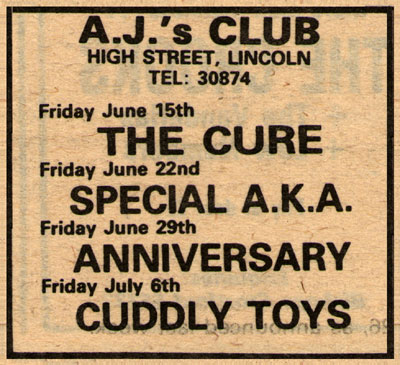 A.J.'s CLUB
HIGH STREET, LINCOLN
TEL: 30874
Friday June 15th
THE CURE
Friday June 22nd
SPECIAL A.K.A.
Friday June 29th
ANNIVERSARY
Friday July 6th
CUDDLY TOYS